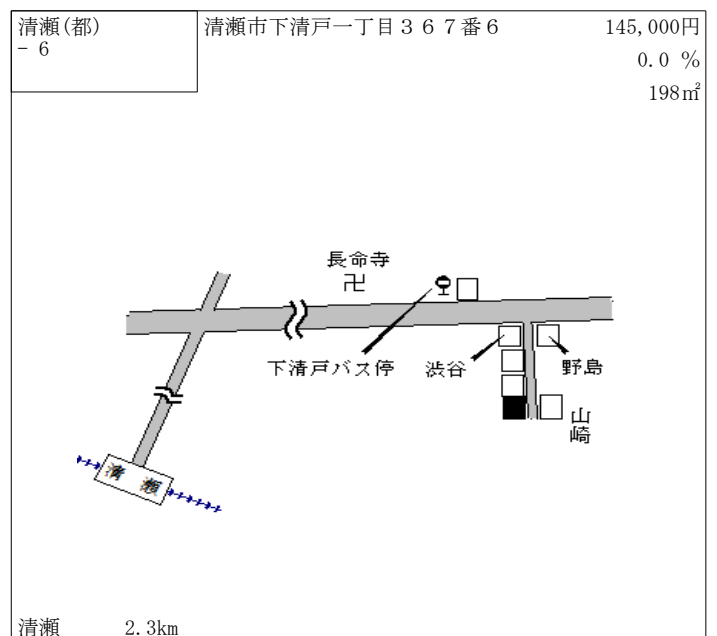 清瀬(都)
- 6
清瀬市下清戸一丁目３６７番６
145,000円
0.0 %
198㎡
長命寺
卍
下清戸バス停
渋谷
野島
山崎
清瀬
清瀬 2.3km